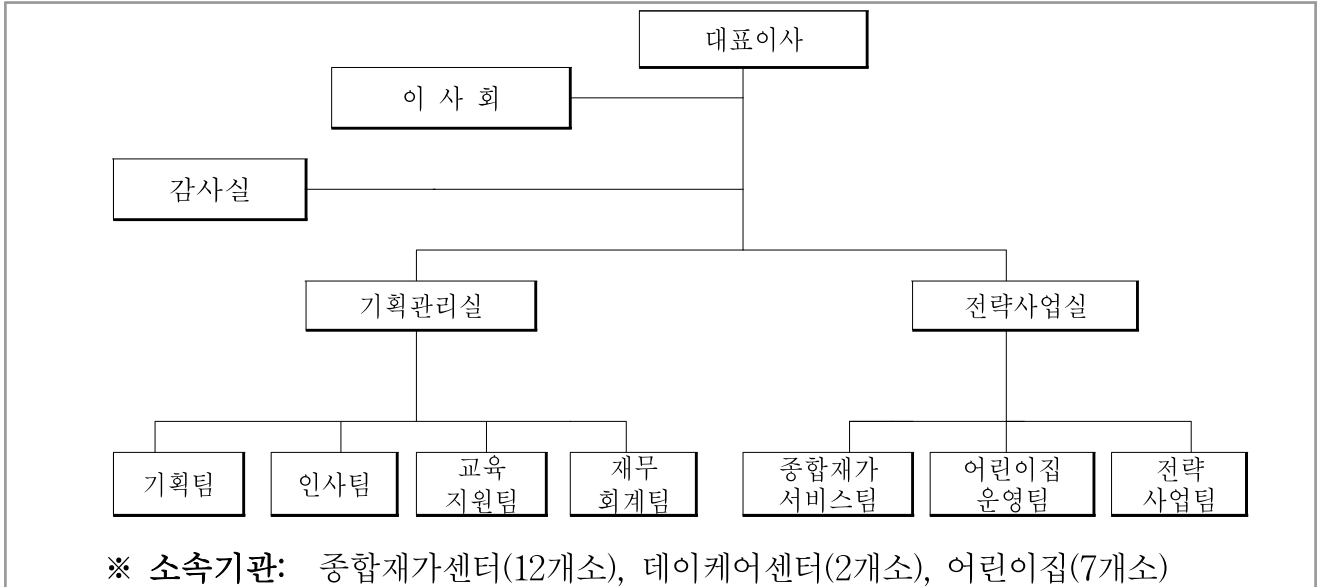 대표이사
이 사 회
감사실
기획관리실
전략사업실
기획팀
인사팀
교육
지원팀
재무
회계팀
종합재가
서비스팀
어린이집
운영팀
전략
사업팀
※ 소속기관: 종합재가센터(12개소), 데이케어센터(2개소), 어린이집(7개소)